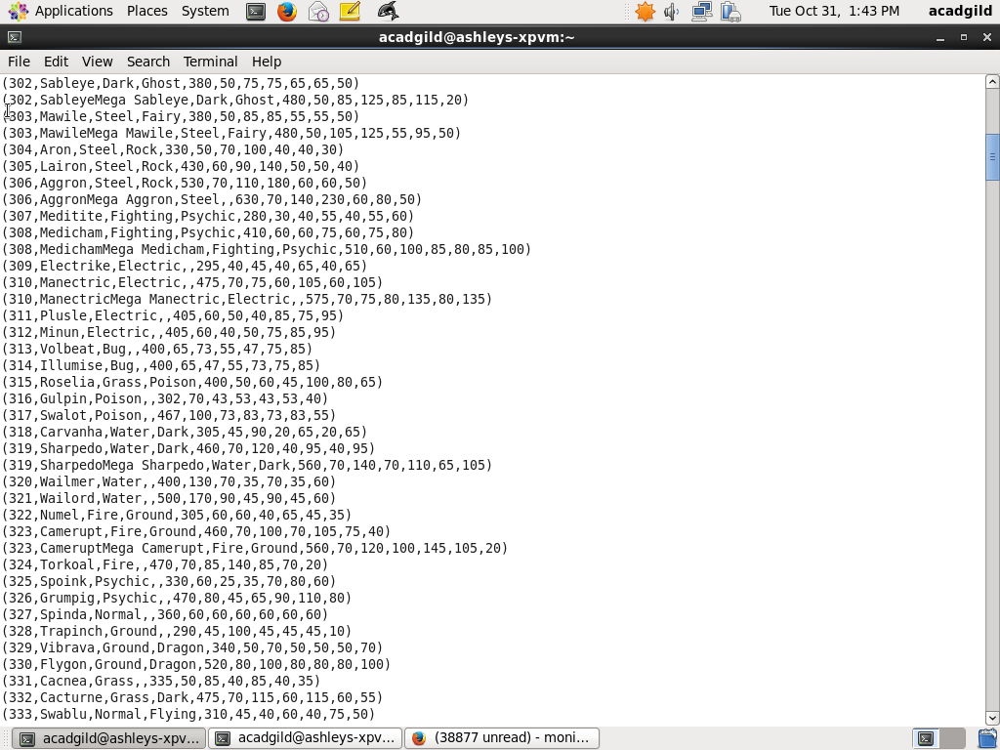 Applications Places System Tue Oct 31, 1:43 PM acadgild
acadgild@ashleys-xpvm:~
File Edit View Search Terminal Help
(302,Sableye,Dark,Ghost,380,50,75,75,65,65,50)
(302,SableyeMega Sableye,Dark,Ghost,480,50,85,125,85,115,20)
(303,Mawile,Steel,Fairy,380,50,85,85,55,55,50)
(303,MawileMega Mawile,Steel,Fairy,480,50,105,125,55,95,50)
(304,Aron,Steel,Rock,330,50,70,100,40,40,30)
(305,Lairon,Steel,Rock,430,60,90,140,50,50,40)
(306,Aggron,Steel,Rock,530,70,110,180,60,60,50)
(306,AggronMega Aggron,Steel,,630,70,140,230,60,80,50)
(307,Meditite,Fighting,Psychic,280,30,40,55,40,55,60)
(308,Medicham,Fighting,Psychic,410,60,60,75,60,75,80)
(308,MedichamMega Medicham,Fighting,Psychic,510,60,100,85,80,85,100)
(309,Electrike,Electric,,295,40,45,40,65,40,65)
(310,Manectric,Electric,,475,70,75,60,105,60,105)
(310,ManectricMega Manectric,Electric,,575,70,75,80,135,80,135)
(311,Plusle,Electric,,405,60,50,40,85,75,95)
(312,Minun,Electric,,405,60,40,50,75,85,95)
(313,Volbeat,Bug,,400,65,73,55,47,75,85)
(314,Illumise,Bug,,400,65,47,55,73,75,85)
(315,Roselia,Grass,Poison,400,50,60,45,100,80,65)
(316,Gulpin,Poison,,302,70,43,53,43,53,40)
(317,Swalot,Poison,,467,100,73,83,73,83,55)
(318,Carvanha,Water,Dark,305,45,90,20,65,20,65)
(319,Sharpedo,Water,Dark,460,70,120,40,95,40,95)
(319,SharpedoMega Sharpedo,Water,Dark,560,70,140,70,110,65,105)
(320,Wailmer,Water,,400,130,70,35,70,35,60)
(321,Wailord,Water,,500,170,90,45,90,45,60)
(322,Numel,Fire,Ground,305,60,60,40,65,45,35)
(323,Camerupt,Fire,Ground,460,70,100,70,105,75,40)
(323,CameruptMega Camerupt,Fire,Ground,560,70,120,100,145,105,20)
(324,Torkoal,Fire,,470,70,85,140,85,70,20)
(325,Spoink,Psychic,,330,60,25,35,70,80,60)
(326,Grumpig,Psychic,,470,80,45,65,90,110,80)
(327,Spinda,Normal,,360,60,60,60,60,60,60)
(328,Trapinch,Ground,,290,45,100,45,45,45,10)
(329,Vibrava,Ground,Dragon,340,50,70,50,50,50,70)
(330,Flygon,Ground,Dragon,520,80,100,80,80,80,100)
(331,Cacnea,Grass,,335,50,85,40,85,40,35)
(332,Cacturne,Grass,Dark,475,70,115,60,115,60,55)
(333,Swablu,Normal,Flying,310,45,40,60,40,75,50)
acadgild@ashleys-xpv... acadgild@ashleys-xpv... (38877 unread) - moni...